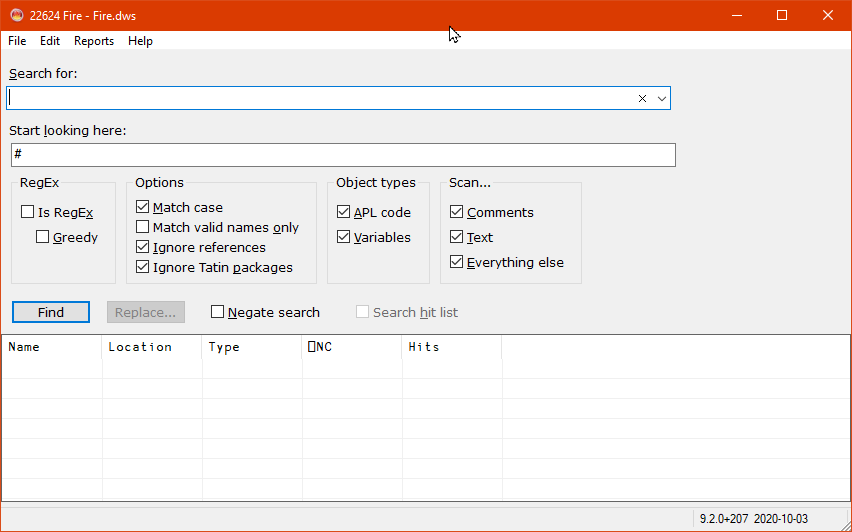 22624 Fire - Fire.dws
File Edit Reports Help
Search for:
Start looking here:
#
RegEx Options Object types Scan...
Is RegEx
Greedy
Match case
Match valid names only
Ignore references
Ignore Tatin packages
APL code
Variables
Comments
Text
Everything else
Find Replace... Negate search Search hit list
Name Location Type ⎕NC Hits
9.2.0+207 2020-10-03